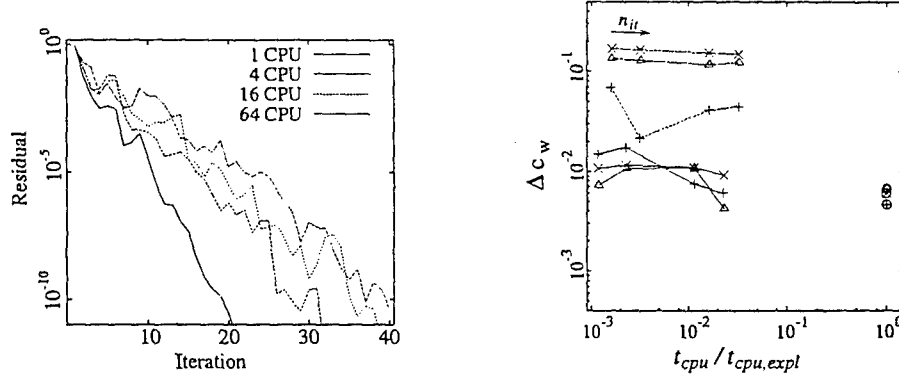 10^0
10^-5
10^-10
Residual
1 CPU
4 CPU
16 CPU
64 CPU
10 20 30 40
Iteration
n_it
10^-1
10^-2
10^-3
Δ c_w
10^-3 10^-2 10^-1 10^0
t_cpu / t_cpu,expl